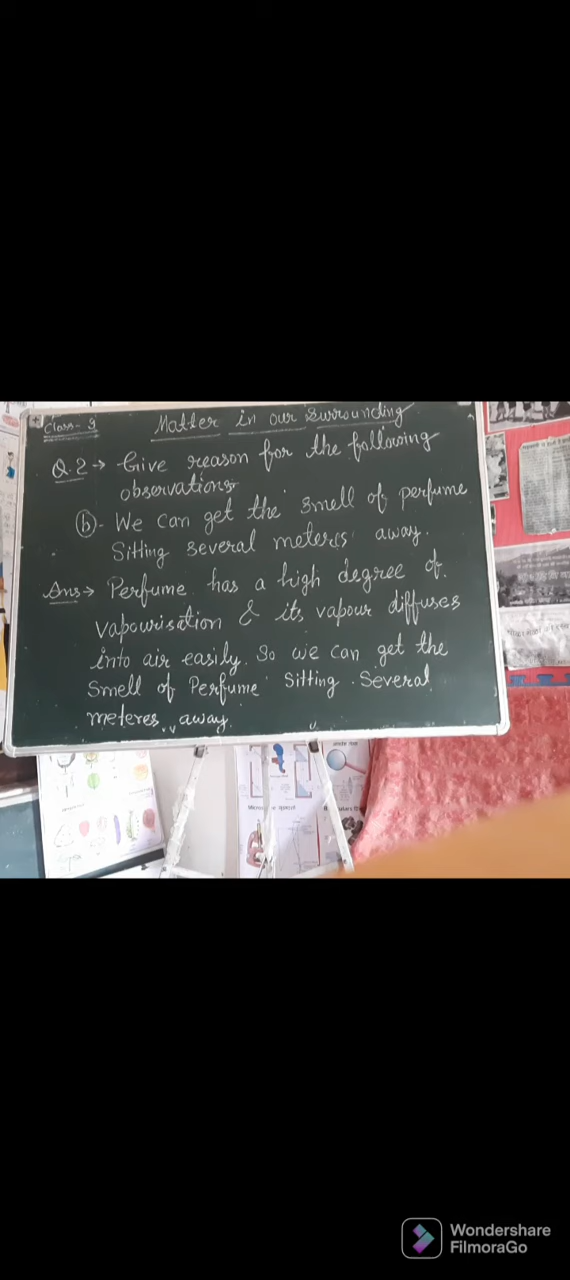 Class- 9
Matter in our Surrounding
Q.2 → Give reason for the following
observations
(b)- We can get the smell of perfume
Sitting several meteres away.
Ans → Perfume has a high degree of
vapourisation & its vapour diffuses
into air easily. So we can get the
Smell of Perfume Sitting Several
meteres away.
Wondershare
FilmoraGo